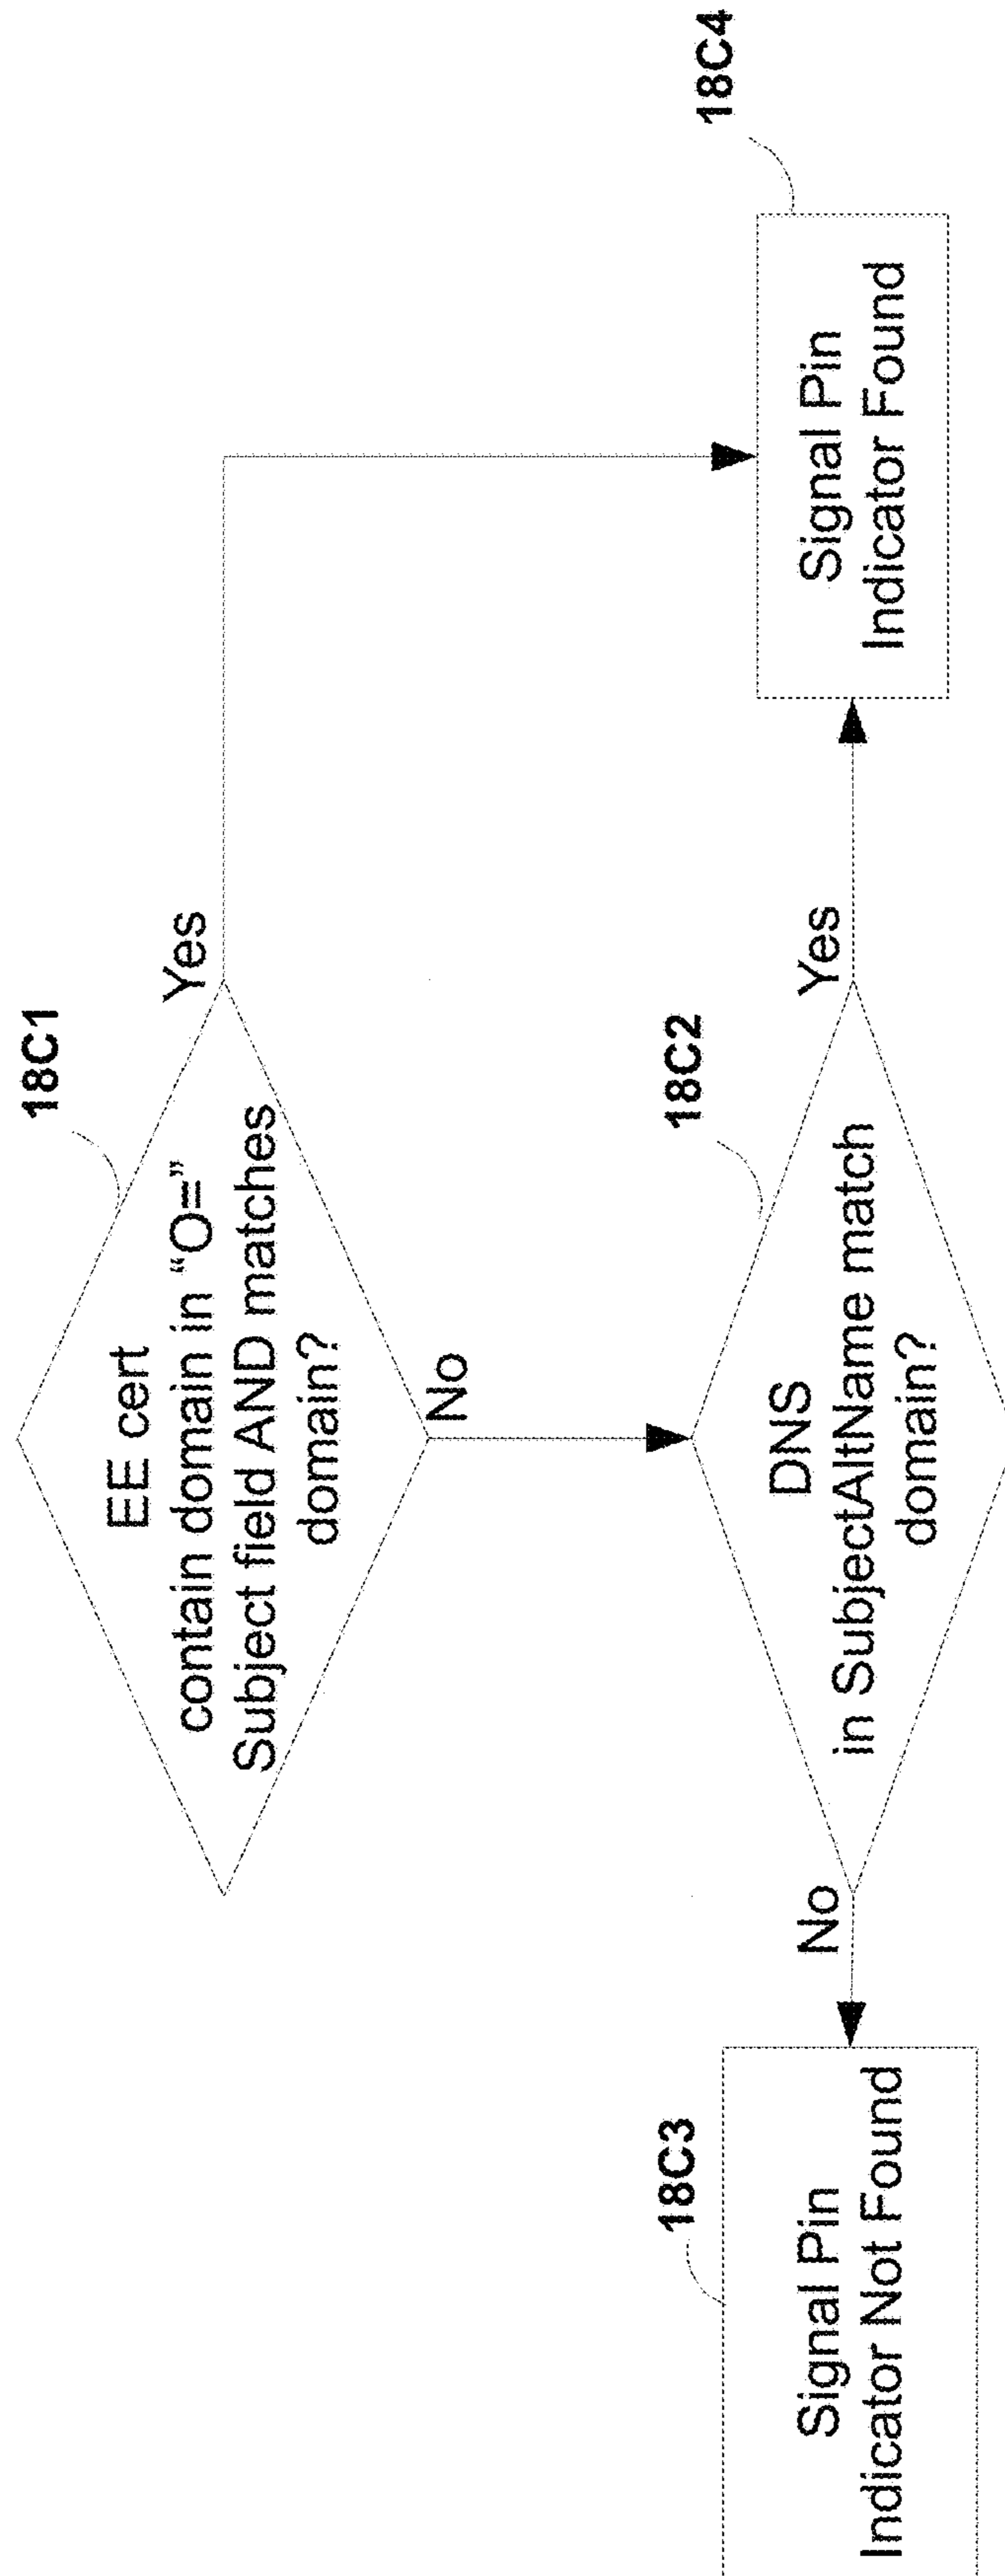 18C1
EE cert
contain domain in “O=”
Subject field AND matches
domain?
Yes
No
18C2
DNS
in SubjectAltName match
domain?
Yes
No
18C3
Signal Pin
Indicator Not Found
18C4
Signal Pin
Indicator Found